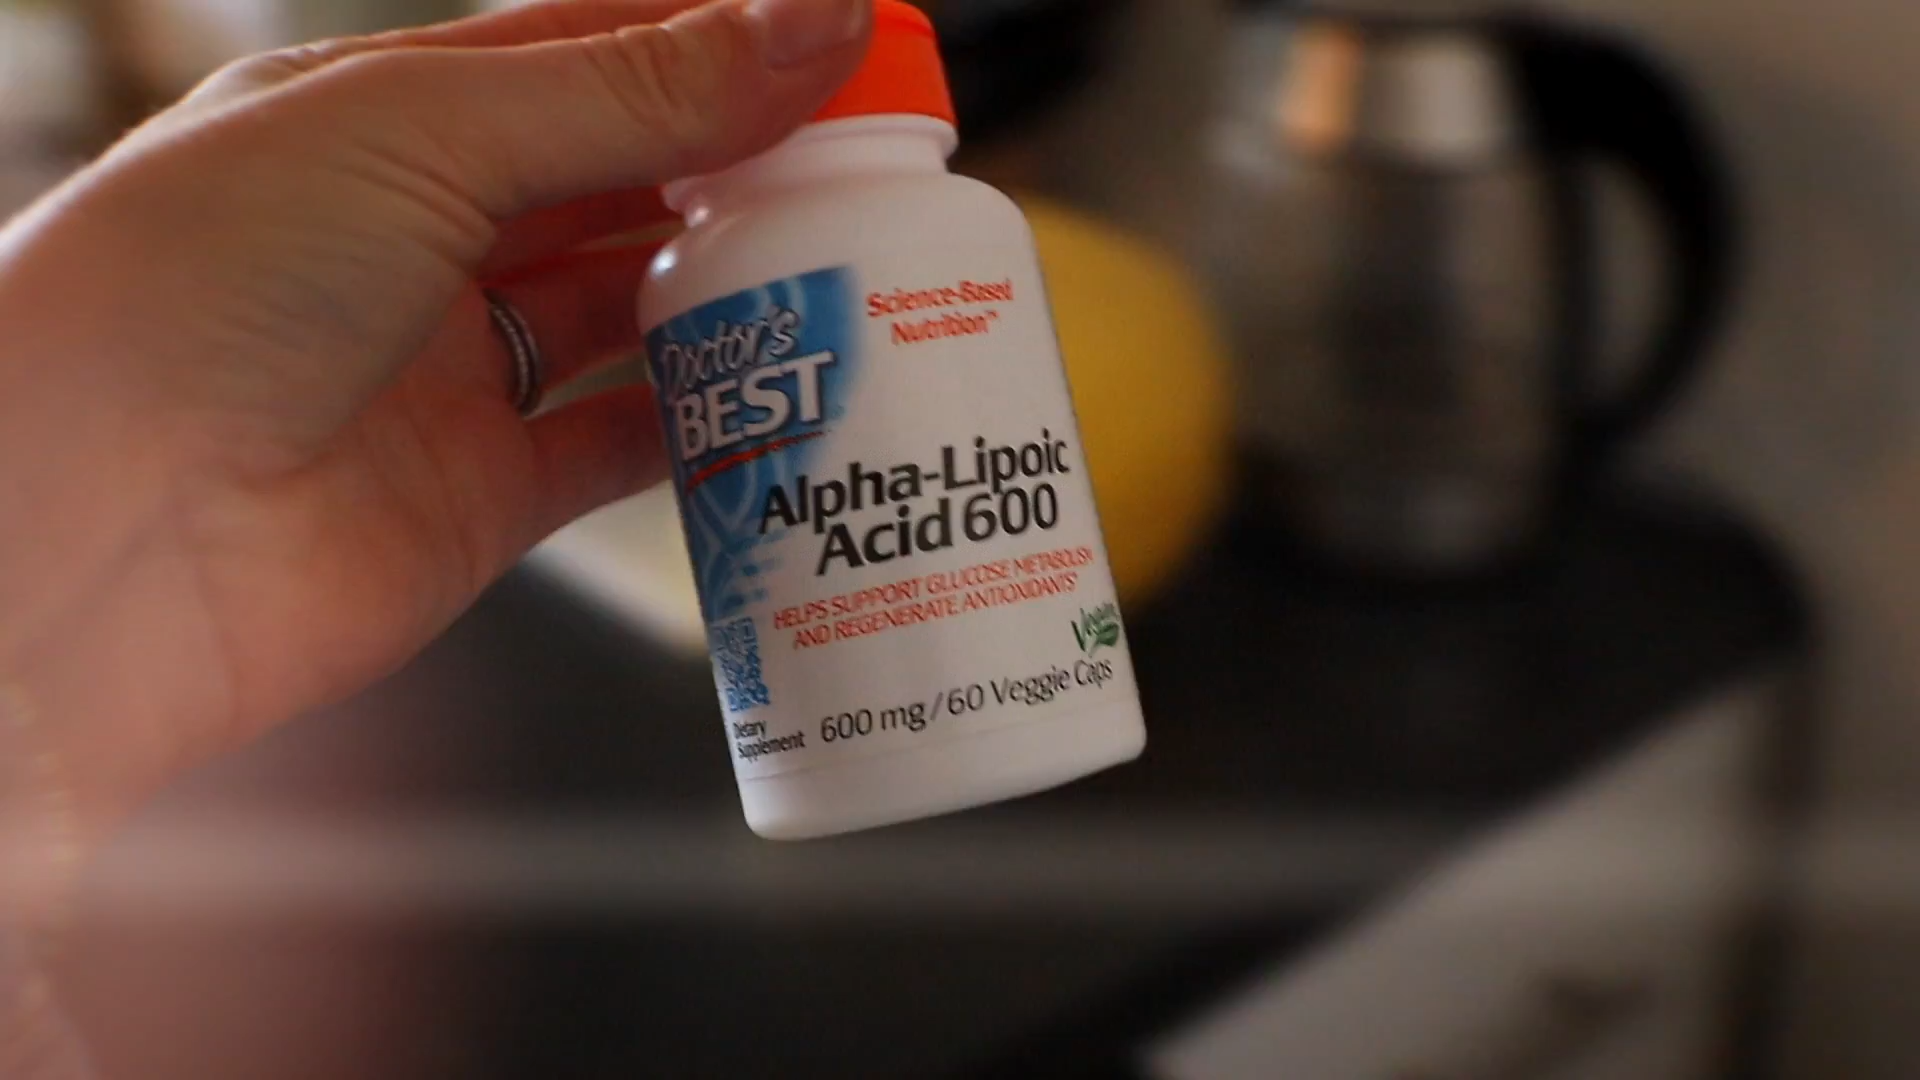 Doctor's
BEST
Science-Based
Nutrition™
Alpha-Lipoic
Acid 600
HELPS SUPPORT GLUCOSE METABOLISM
AND REGENERATE ANTIOXIDANTS*
Vegan
Dietary
Supplement
600 mg/60 Veggie Caps